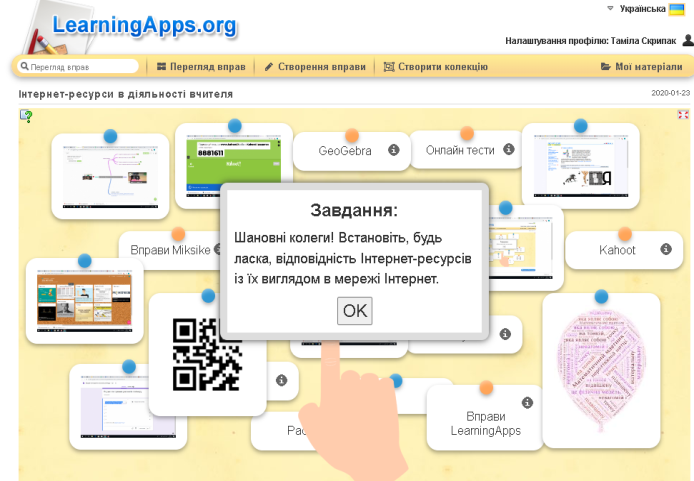 Українська
LearningApps.org
Налаштування профілю: Таміла Скрипак
Перегляд вправ
Перегляд вправ
Створення вправи
Створити колекцію
Мої матеріали
Інтернет-ресурси в діяльності вчителя
2020-01-23
8881611
GeoGebra
Онлайн тести
Завдання:
Шановні колеги! Встановіть, будь
ласка, відповідність Інтернет-ресурсів
із їх виглядом в мережі Інтернет.
OK
Вправи Miksike
Kahoot
Вправи
LearningApps